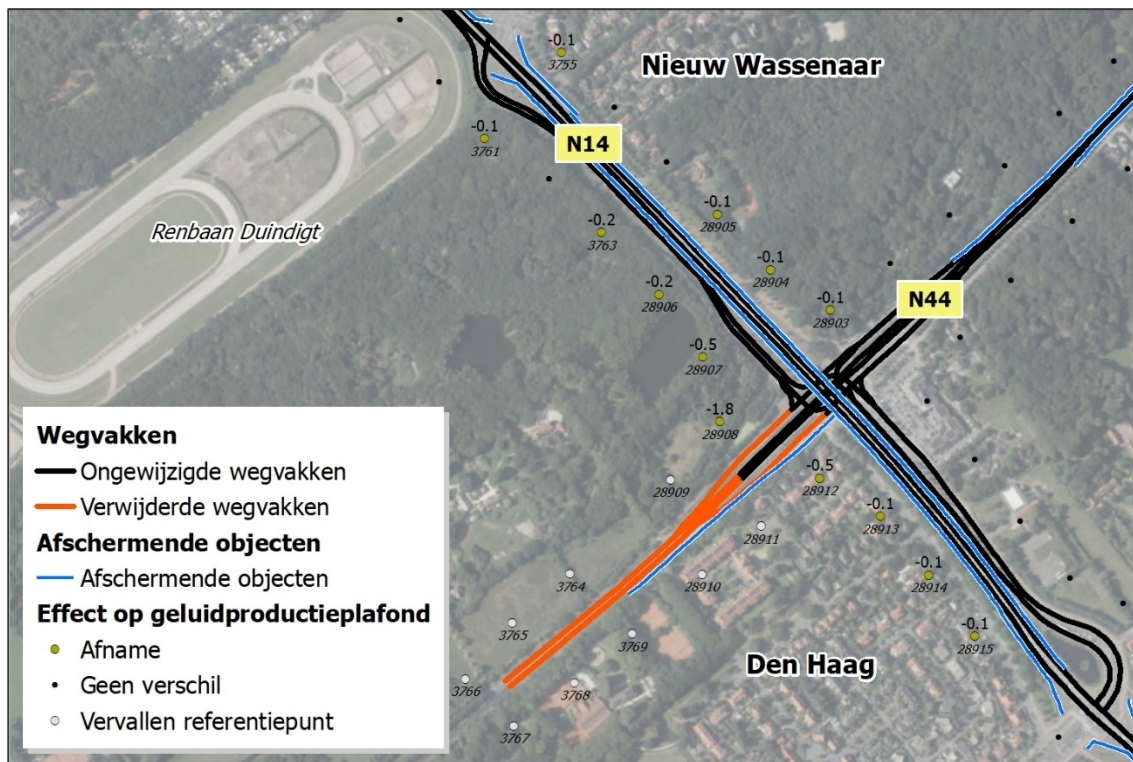 Nieuw Wassenaar
-0.1
3755
N14
-0.1
3761
-0.1
28905
-0.2
3763
Renbaan Duindigt
-0.1
28904
-0.2
28906
N44
-0.1
28903
-0.5
28907
-1.8
28908
28909
-0.5
28912
-0.1
28913
28911
3764
28910
-0.1
28914
3765
3769
-0.1
28915
Den Haag
3766
3768
3767
Wegvakken
Ongewijzigde wegvakken
Verwijderde wegvakken
Afschermende objecten
Afschermende objecten
Effect op geluidproductieplafond
Afname
Geen verschil
Vervallen referentiepunt